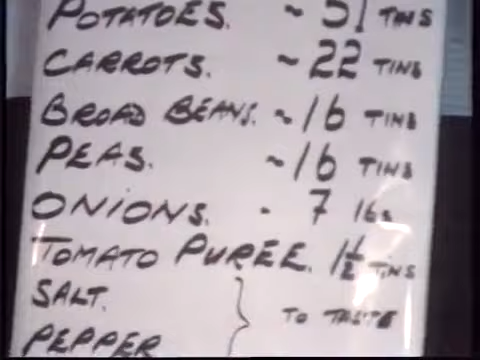 POTATOES. ~ 51 TINS
CARROTS. ~ 22 TINS
BROAD BEANS. ~ 16 TINS
PEAS. ~ 16 TINS
ONIONS. - 7 lbs
TOMATO PUREE. 1½ TINS
SALT.
PEPPER } TO TASTE